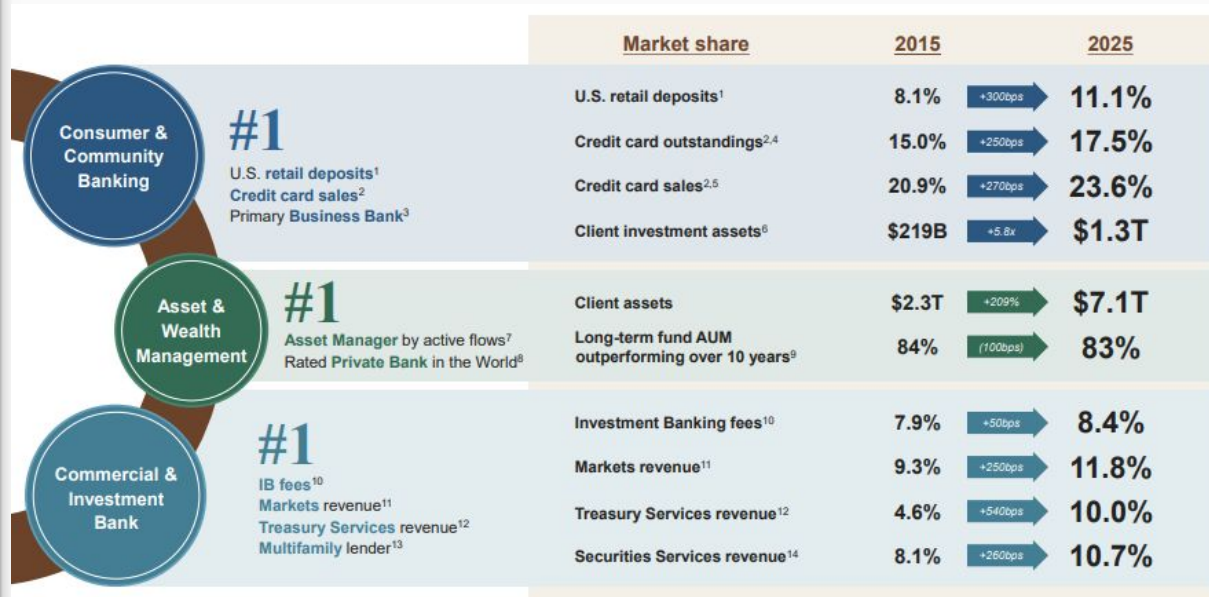 Market share 2015 2025
Consumer &
Community
Banking
#1
U.S. retail deposits¹
Credit card sales²
Primary Business Bank³
U.S. retail deposits¹ 8.1% +300bps 11.1%
Credit card outstandings²,⁴ 15.0% +250bps 17.5%
Credit card sales²,⁵ 20.9% +270bps 23.6%
Client investment assets⁶ $219B +5.8x $1.3T
Asset &
Wealth
Management
#1
Asset Manager by active flows⁷
Rated Private Bank in the World⁸
Client assets $2.3T +209% $7.1T
Long-term fund AUM
outperforming over 10 years⁹ 84% (100bps) 83%
Commercial &
Investment
Bank
#1
IB fees¹⁰
Markets revenue¹¹
Treasury Services revenue¹²
Multifamily lender¹³
Investment Banking fees¹⁰ 7.9% +50bps 8.4%
Markets revenue¹¹ 9.3% +250bps 11.8%
Treasury Services revenue¹² 4.6% +540bps 10.0%
Securities Services revenue¹⁴ 8.1% +260bps 10.7%